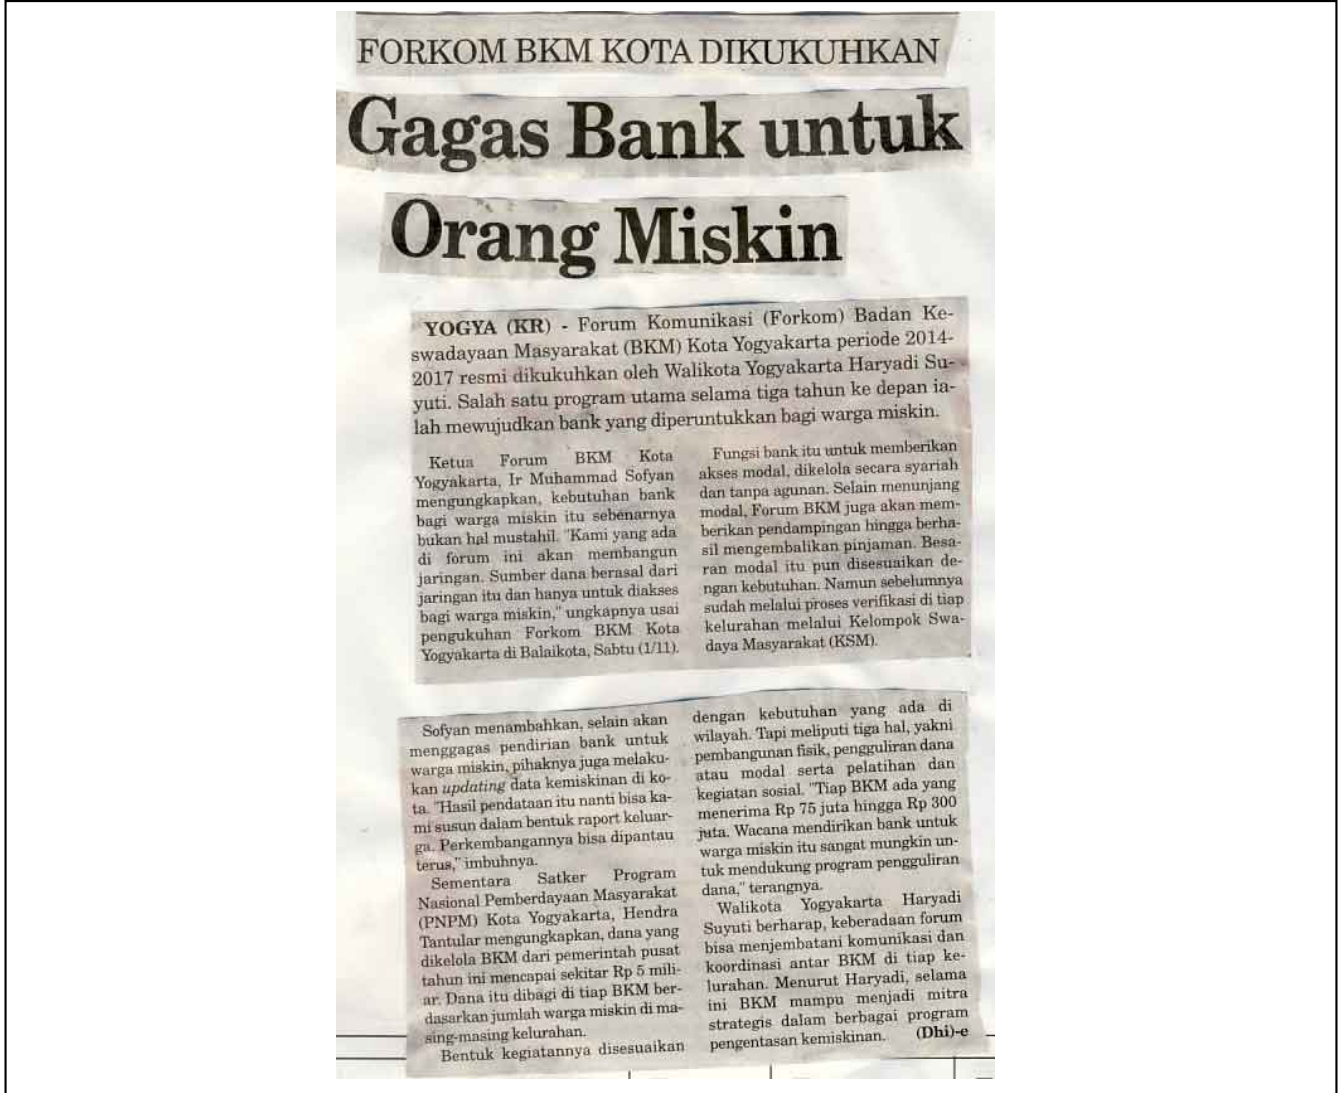 FORKOM BKM KOTA DIKUKUHKAN
Gagas Bank untuk
Orang Miskin
YOGYA (KR) - Forum Komunikasi (Forkom) Badan Ke-
swadayaan Masyarakat (BKM) Kota Yogyakarta periode 2014-
2017 resmi dikukuhkan oleh Walikota Yogyakarta Haryadi Su-
yuti. Salah satu program utama selama tiga tahun ke depan ia-
lah mewujudkan bank yang diperuntukkan bagi warga miskin.
Ketua Forum BKM Kota
Yogyakarta, Ir Muhammad Sofyan
mengungkapkan, kebutuhan bank
bagi warga miskin itu sebenarnya
bukan hal mustahil. "Kami yang ada
di forum ini akan membangun
jaringan. Sumber dana berasal dari
jaringan itu dan hanya untuk diakses
bagi warga miskin," ungkapnya usai
pengukuhan Forkom BKM Kota
Yogyakarta di Balaikota, Sabtu (1/11).
Fungsi bank itu untuk memberikan
akses modal, dikelola secara syariah
dan tanpa agunan. Selain menunjang
modal, Forum BKM juga akan mem-
berikan pendampingan hingga berha-
sil mengembalikan pinjaman. Besa-
ran modal itu pun disesuaikan de-
ngan kebutuhan. Namun sebelumnya
sudah melalui proses verifikasi di tiap
kelurahan melalui Kelompok Swa-
daya Masyarakat (KSM).
Sofyan menambahkan, selain akan
menggagas pendirian bank untuk
warga miskin, pihaknya juga melaku-
kan updating data kemiskinan di ko-
ta. "Hasil pendataan itu nanti bisa ka-
mi susun dalam bentuk raport keluar-
ga. Perkembangannya bisa dipantau
terus," imbuhnya.
Sementara Satker Program
Nasional Pemberdayaan Masyarakat
(PNPM) Kota Yogyakarta, Hendra
Tantular mengungkapkan, dana yang
dikelola BKM dari pemerintah pusat
tahun ini mencapai sekitar Rp 5 mili-
ar. Dana itu dibagi di tiap BKM ber-
dasarkan jumlah warga miskin di ma-
sing-masing kelurahan.
Bentuk kegiatannya disesuaikan
dengan kebutuhan yang ada di
wilayah. Tapi meliputi tiga hal, yakni
pembangunan fisik, pengguliran dana
atau modal serta pelatihan dan
kegiatan sosial. "Tiap BKM ada yang
menerima Rp 75 juta hingga Rp 300
juta. Wacana mendirikan bank untuk
warga miskin itu sangat mungkin un-
tuk mendukung program pengguliran
dana," terangnya.
Walikota Yogyakarta Haryadi
Suyuti berharap, keberadaan forum
bisa menjembatani komunikasi dan
koordinasi antar BKM di tiap ke-
lurahan. Menurut Haryadi, selama
ini BKM mampu menjadi mitra
strategis dalam berbagai program
pengentasan kemiskinan. (Dhi)-e